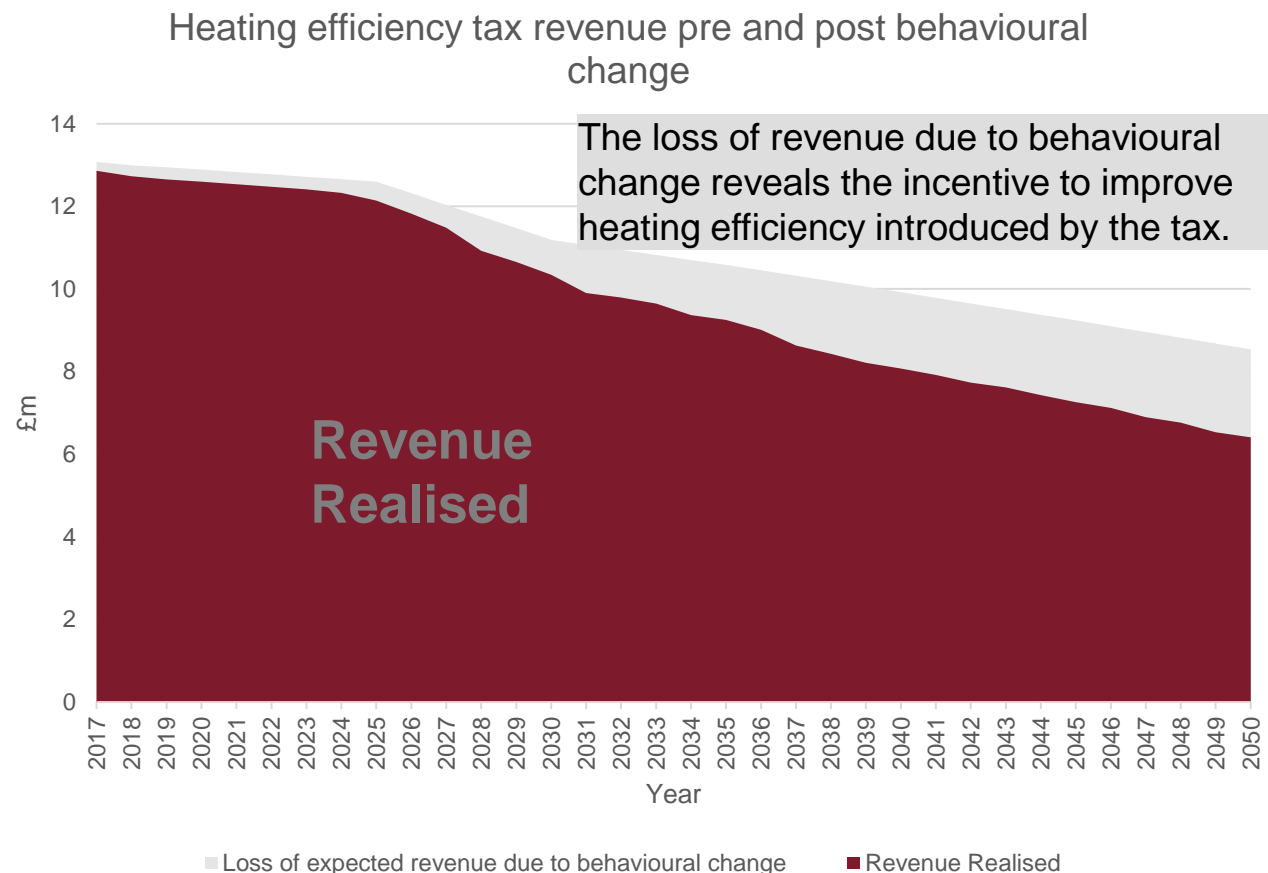 Heating efficiency tax revenue pre and post behavioural
change
The loss of revenue due to behavioural
change reveals the incentive to improve
heating efficiency introduced by the tax.
14
12
10
8
6
4
2
0
£m
Revenue
Realised
2017 2018 2019 2020 2021 2022 2023 2024 2025 2026 2027 2028 2029 2030 2031 2032 2033 2034 2035 2036 2037 2038 2039 2040 2041 2042 2043 2044 2045 2046 2047 2048 2049 2050
Year
Loss of expected revenue due to behavioural change Revenue Realised